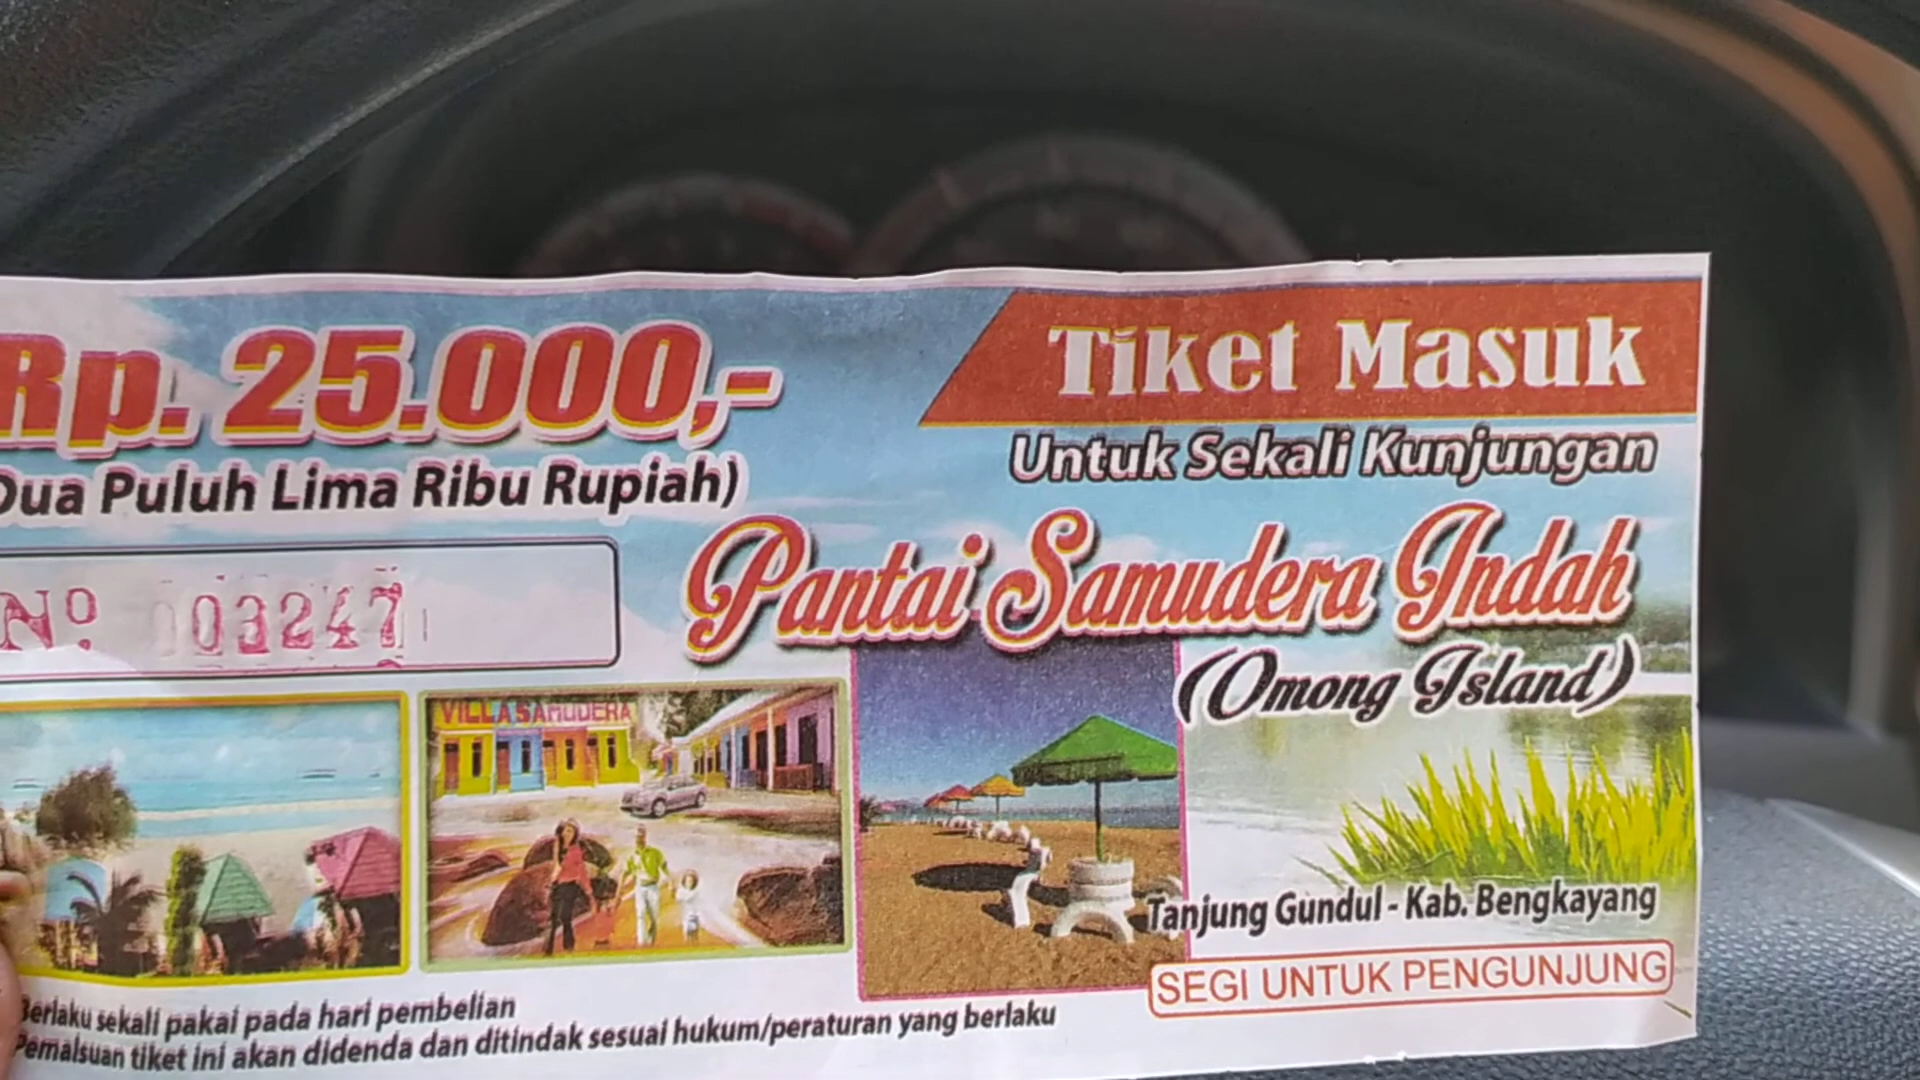 Rp. 25.000,-
Dua Puluh Lima Ribu Rupiah)
Nº. 03247
Tiket Masuk
Untuk Sekali Kunjungan
Pantai Samudera Indah
(Omong Island)
VILLA SAMUDERA
Tanjung Gundul - Kab. Bengkayang
SEGI UNTUK PENGUNJUNG
Berlaku sekali pakai pada hari pembelian
Pemalsuan tiket ini akan didenda dan ditindak sesuai hukum/peraturan yang berlaku